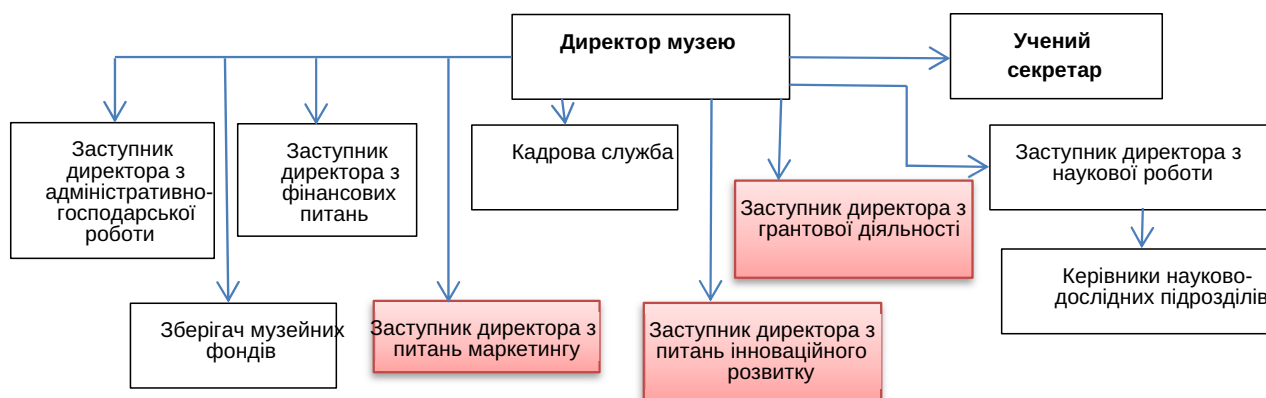 Директор музею
Учений
секретар
Заступник
директора з
адміністративно-
господарської
роботи
Заступник
директора з
фінансових
питань
Кадрова служба
Заступник директора з
грантової діяльності
Заступник директора з
наукової роботи
Зберігач музейних
фондів
Заступник директора з
питань маркетингу
Заступник директора з
питань інноваційного
розвитку
Керівники науково-
дослідних підрозділів